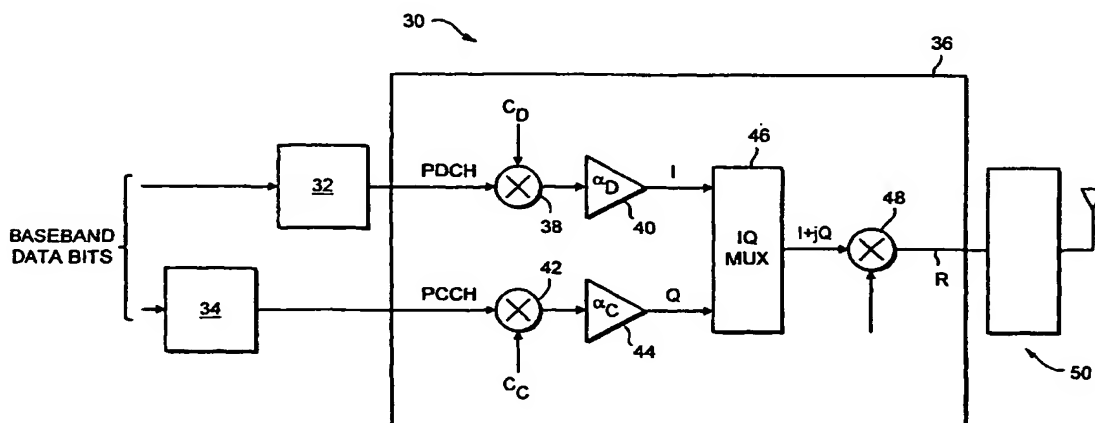 30
36
C_D
46
32
PDCH
α_D
I
48
38
40
BASEBAND
DATA BITS
IQ
MUX
I+jQ
R
42
34
PCCH
α_C
Q
44
50
C_C